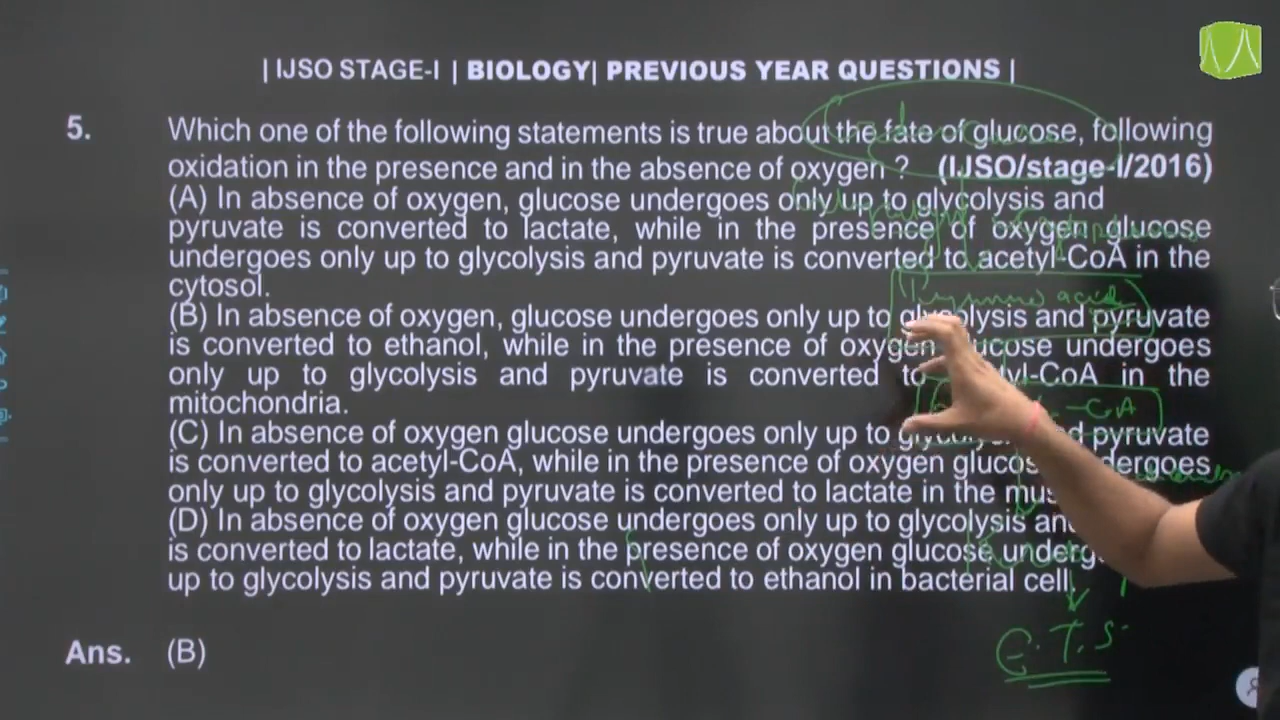 | IJSO STAGE-I | BIOLOGY| PREVIOUS YEAR QUESTIONS |
5. Which one of the following statements is true about the fate of glucose, following
oxidation in the presence and in the absence of oxygen ? (IJSO/stage-I/2016)
(A) In absence of oxygen, glucose undergoes only up to glycolysis and
pyruvate is converted to lactate, while in the presence of oxygen glucose
undergoes only up to glycolysis and pyruvate is converted to acetyl-CoA in the
cytosol.
(B) In absence of oxygen, glucose undergoes only up to glycolysis and pyruvate
is converted to ethanol, while in the presence of oxygen glucose undergoes
only up to glycolysis and pyruvate is converted to -CoA in the
mitochondria.
(C) In absence of oxygen glucose undergoes only up to pyruvate
is converted to acetyl-CoA, while in the presence of oxygen
only up to glycolysis and pyruvate is converted to lactate in the
(D) In absence of oxygen glucose undergoes only up to glycolysis
is converted to lactate, while in the presence of oxygen glucose
up to glycolysis and pyruvate is converted to ethanol in bacterial cell.
E.T.S.
Ans. (B)